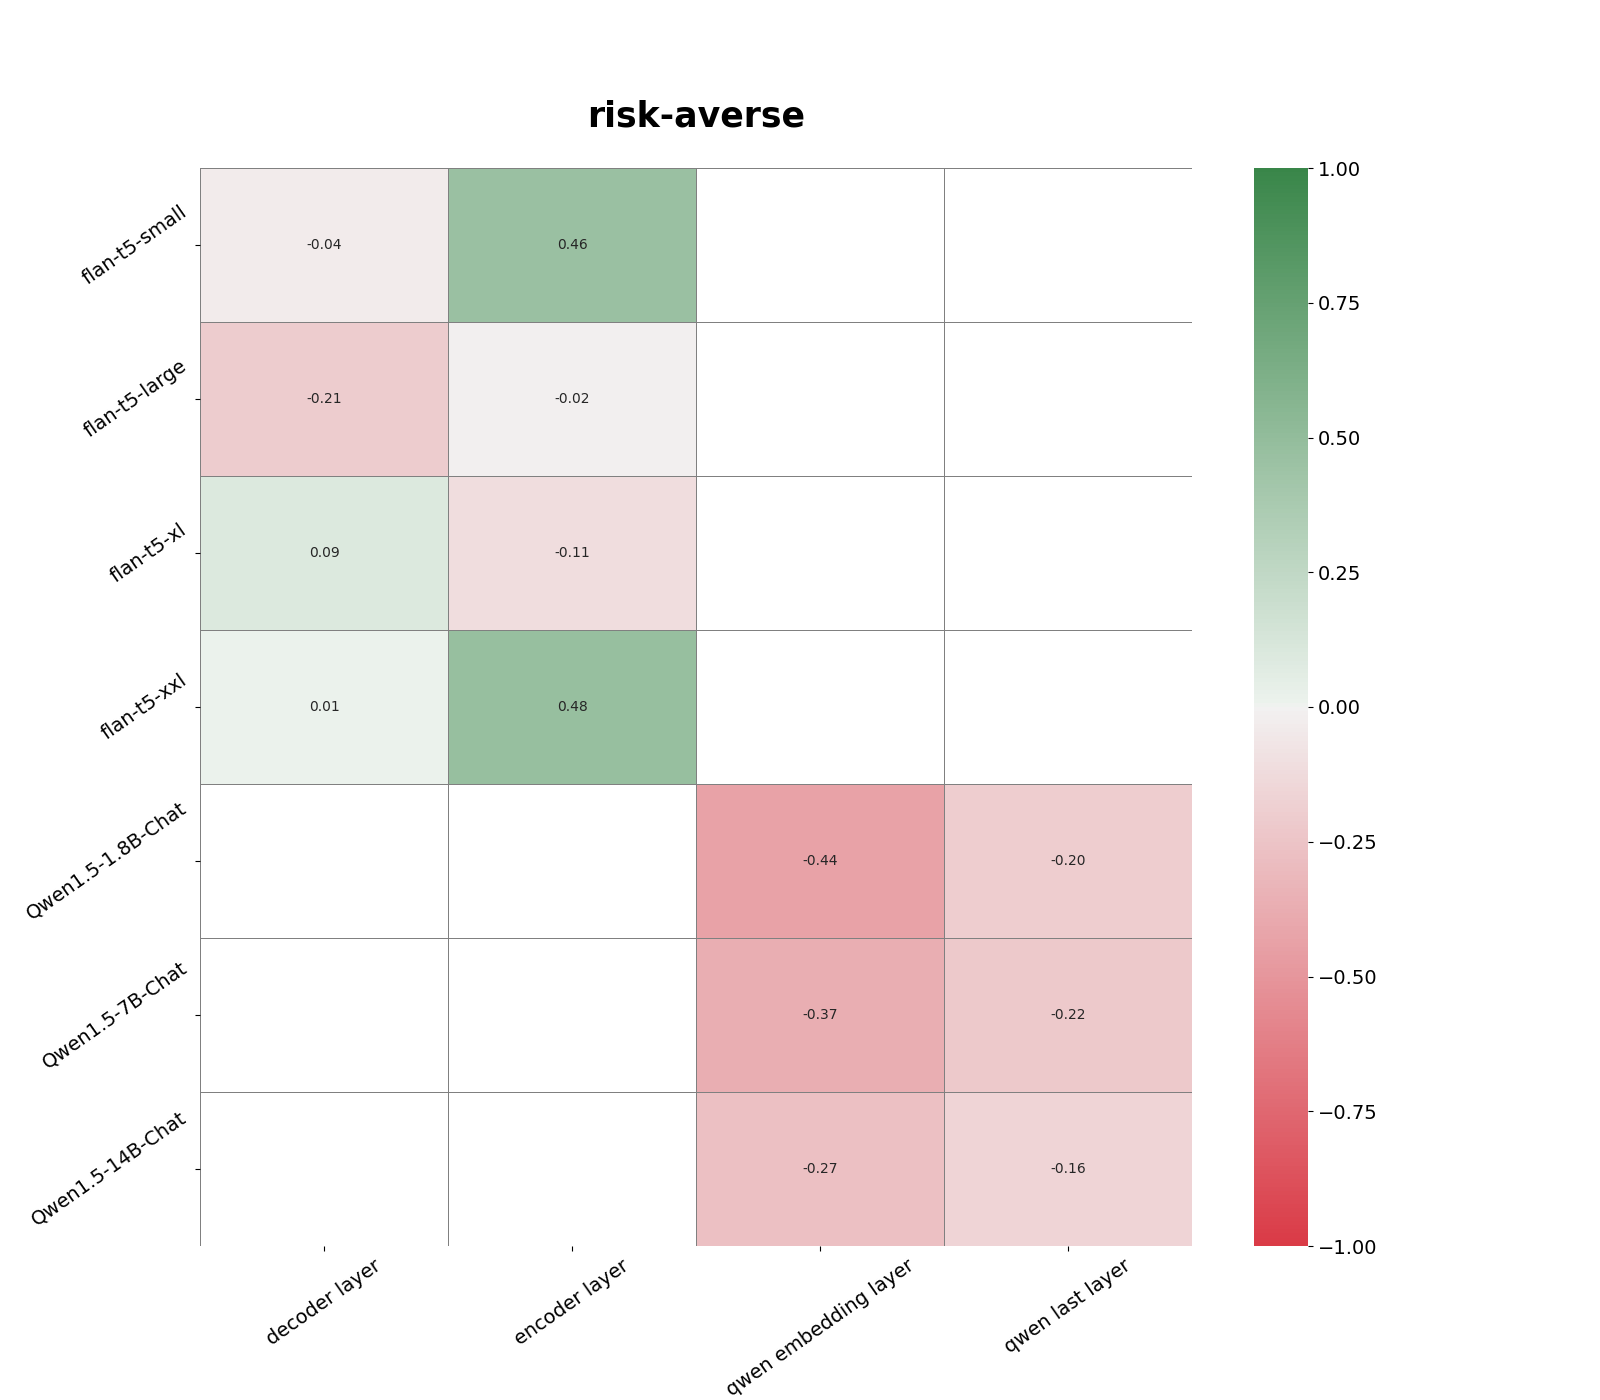 risk-averse
flan-t5-small
-0.04
0.46
flan-t5-large
-0.21
-0.02
flan-t5-xl
0.09
-0.11
flan-t5-xxl
0.01
0.48
Qwen1.5-1.8B-Chat
-0.44
-0.20
Qwen1.5-7B-Chat
-0.37
-0.22
Qwen1.5-14B-Chat
-0.27
-0.16
decoder layer
encoder layer
qwen embedding layer
qwen last layer
1.00
0.75
0.50
0.25
0.00
−0.25
−0.50
−0.75
−1.00